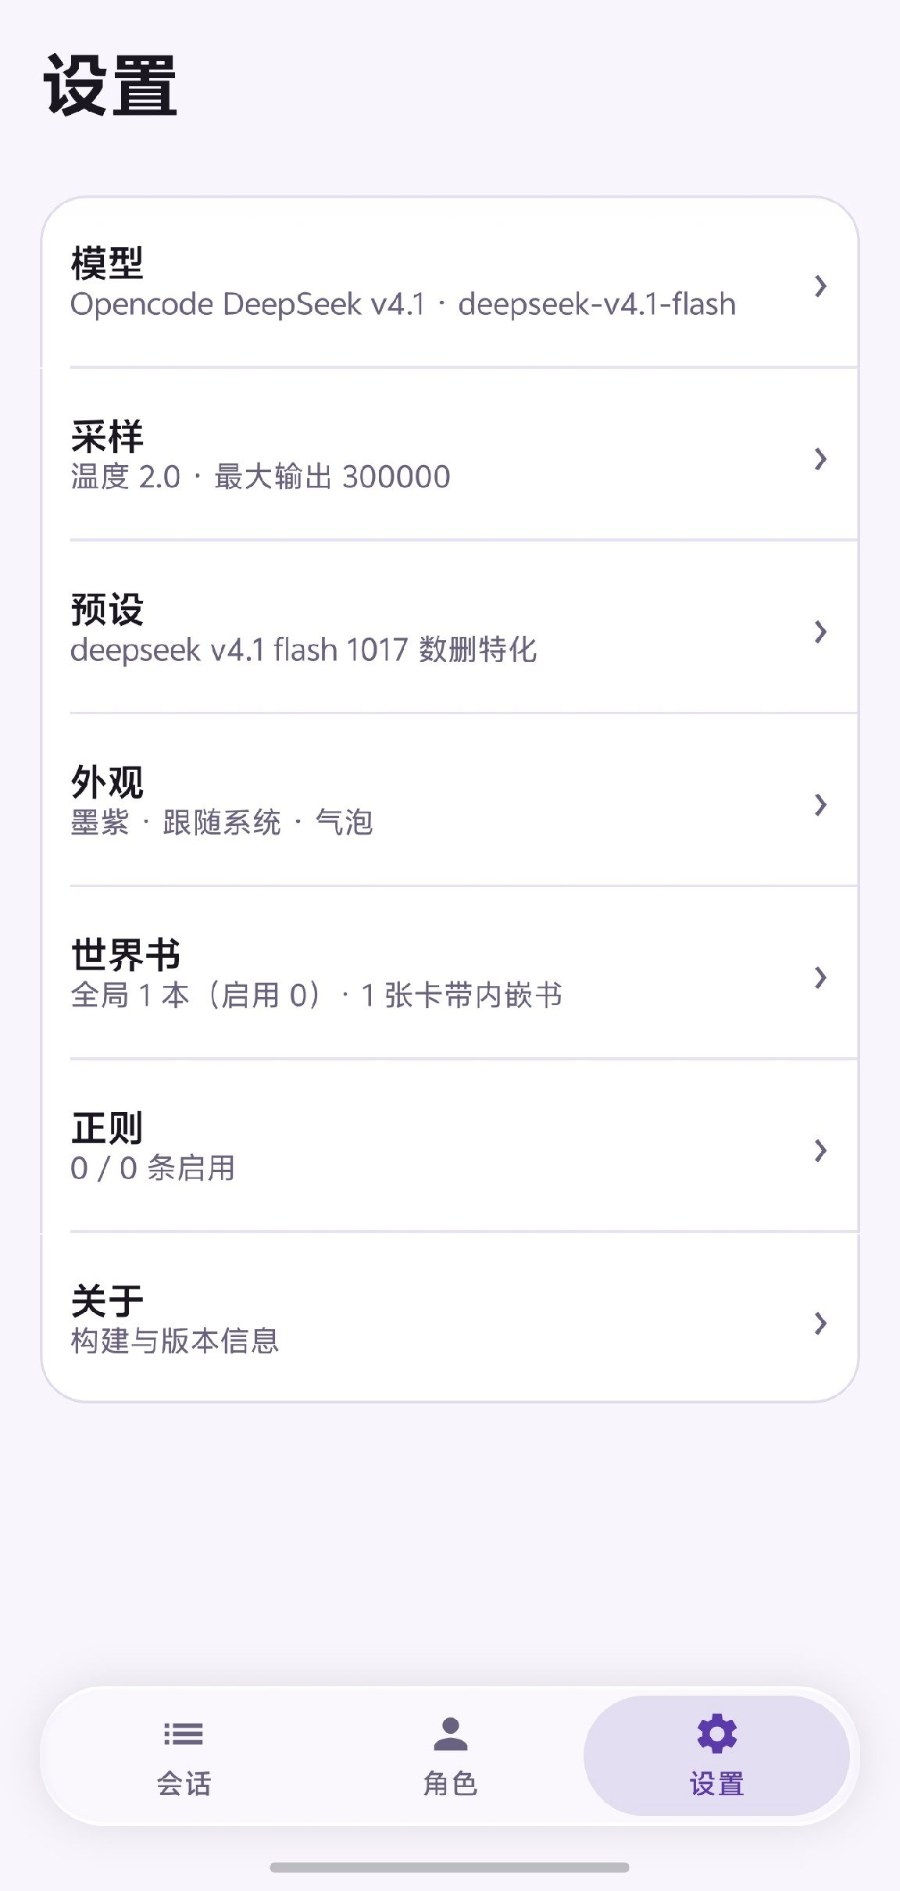 设置
模型
Opencode DeepSeek v4.1 · deepseek-v4.1-flash
采样
温度 2.0 · 最大输出 300000
预设
deepseek v4.1 flash 1017 数删特化
外观
墨紫 · 跟随系统 · 气泡
世界书
全局 1 本（启用 0）· 1 张卡带内嵌书
正则
0 / 0 条启用
关于
构建与版本信息
会话
角色
设置